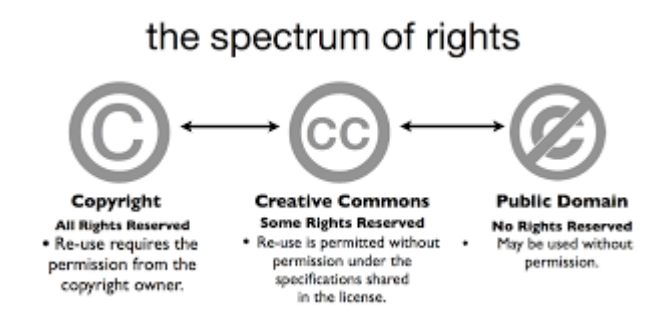 the spectrum of rights
C
CC
C
Copyright
All Rights Reserved
• Re-use requires the
permission from the
copyright owner.
Creative Commons
Some Rights Reserved
• Re-use is permitted without
permission under the
specifications shared
in the license.
Public Domain
No Rights Reserved
• May be used without
permission.